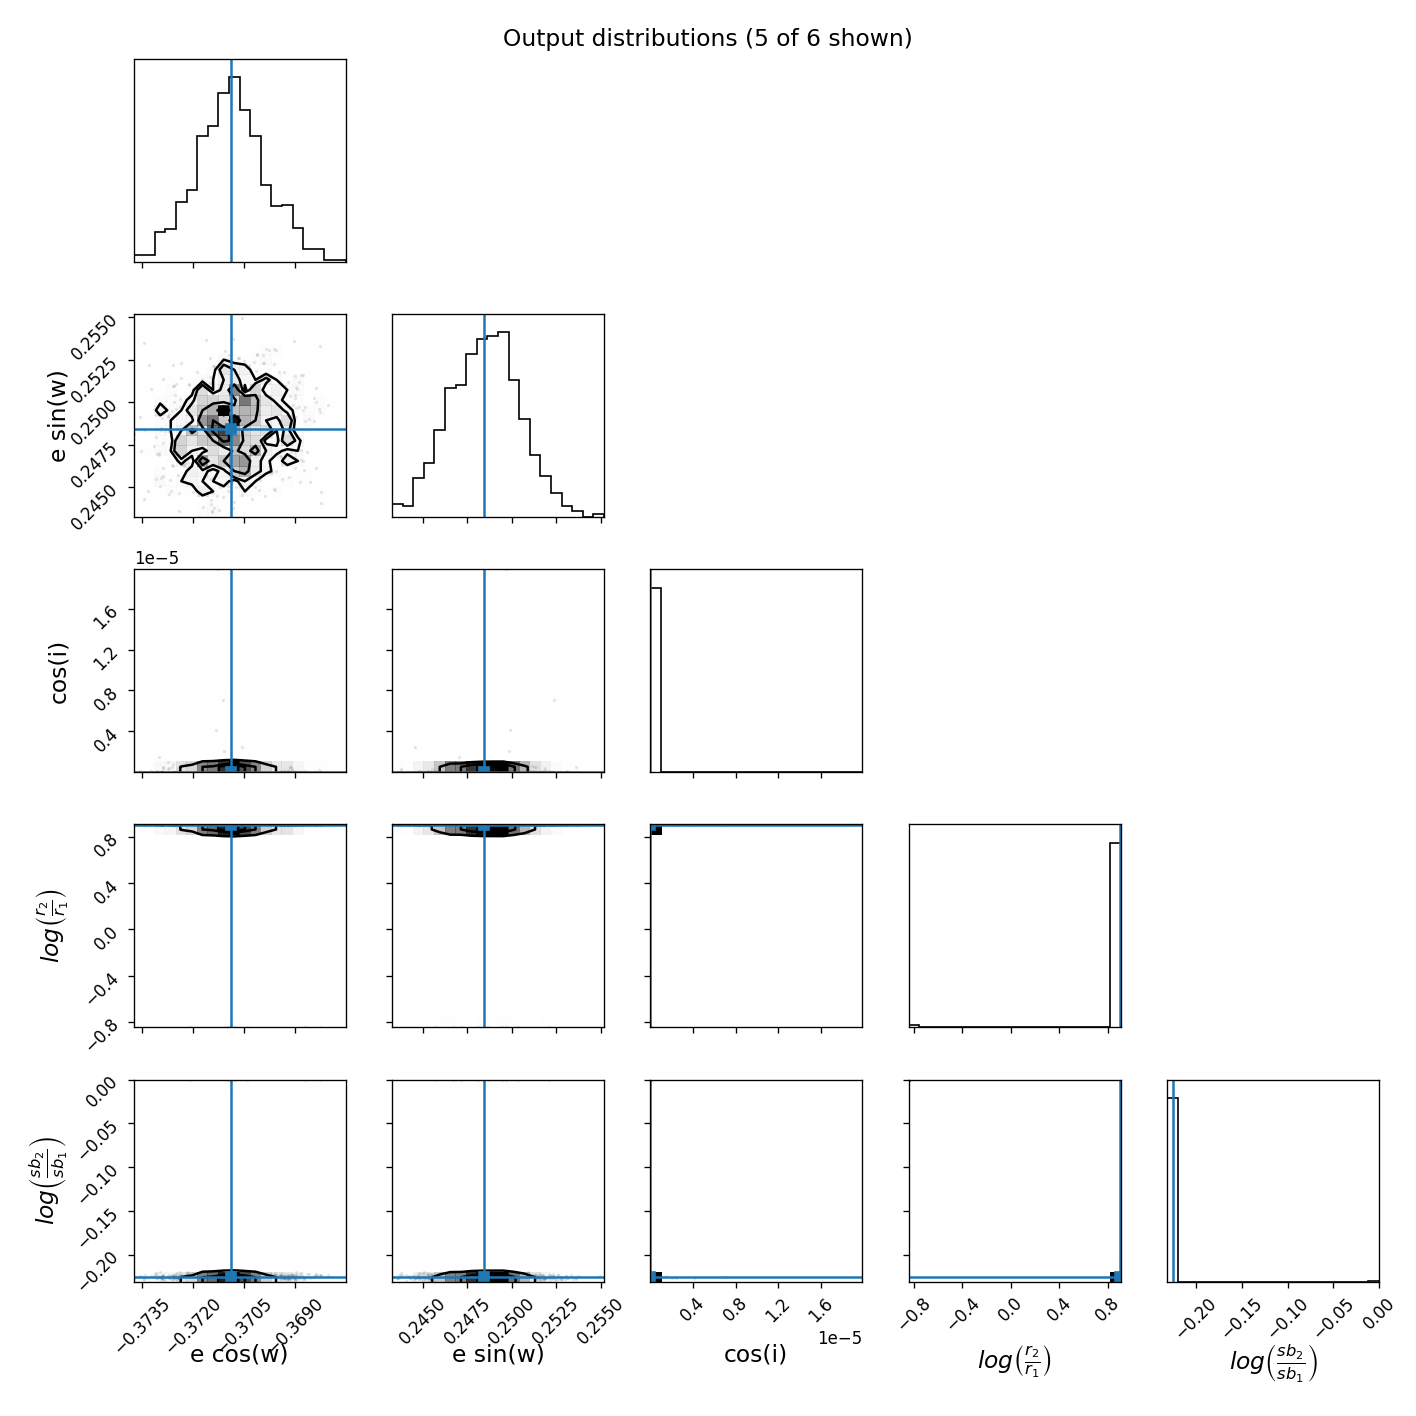 Output distributions (5 of 6 shown)
0.2550
0.2525
0.2500
0.2475
0.2450
e sin(w)
1e−5
1.6
1.2
0.8
0.4
cos(i)
0.8
0.4
0.0
−0.4
−0.8
log(r2/r1)
0.00
−0.05
−0.10
−0.15
−0.20
log(sb2/sb1)
−0.3735 −0.3720 −0.3705 −0.3690
0.2450 0.2475 0.2500 0.2525 0.2550
0.4 0.8 1.2 1.6
1e−5
−0.8 −0.4 0.0 0.4 0.8
−0.20 −0.15 −0.10 −0.05 0.00
e cos(w) e sin(w) cos(i) log(r2/r1) log(sb2/sb1)